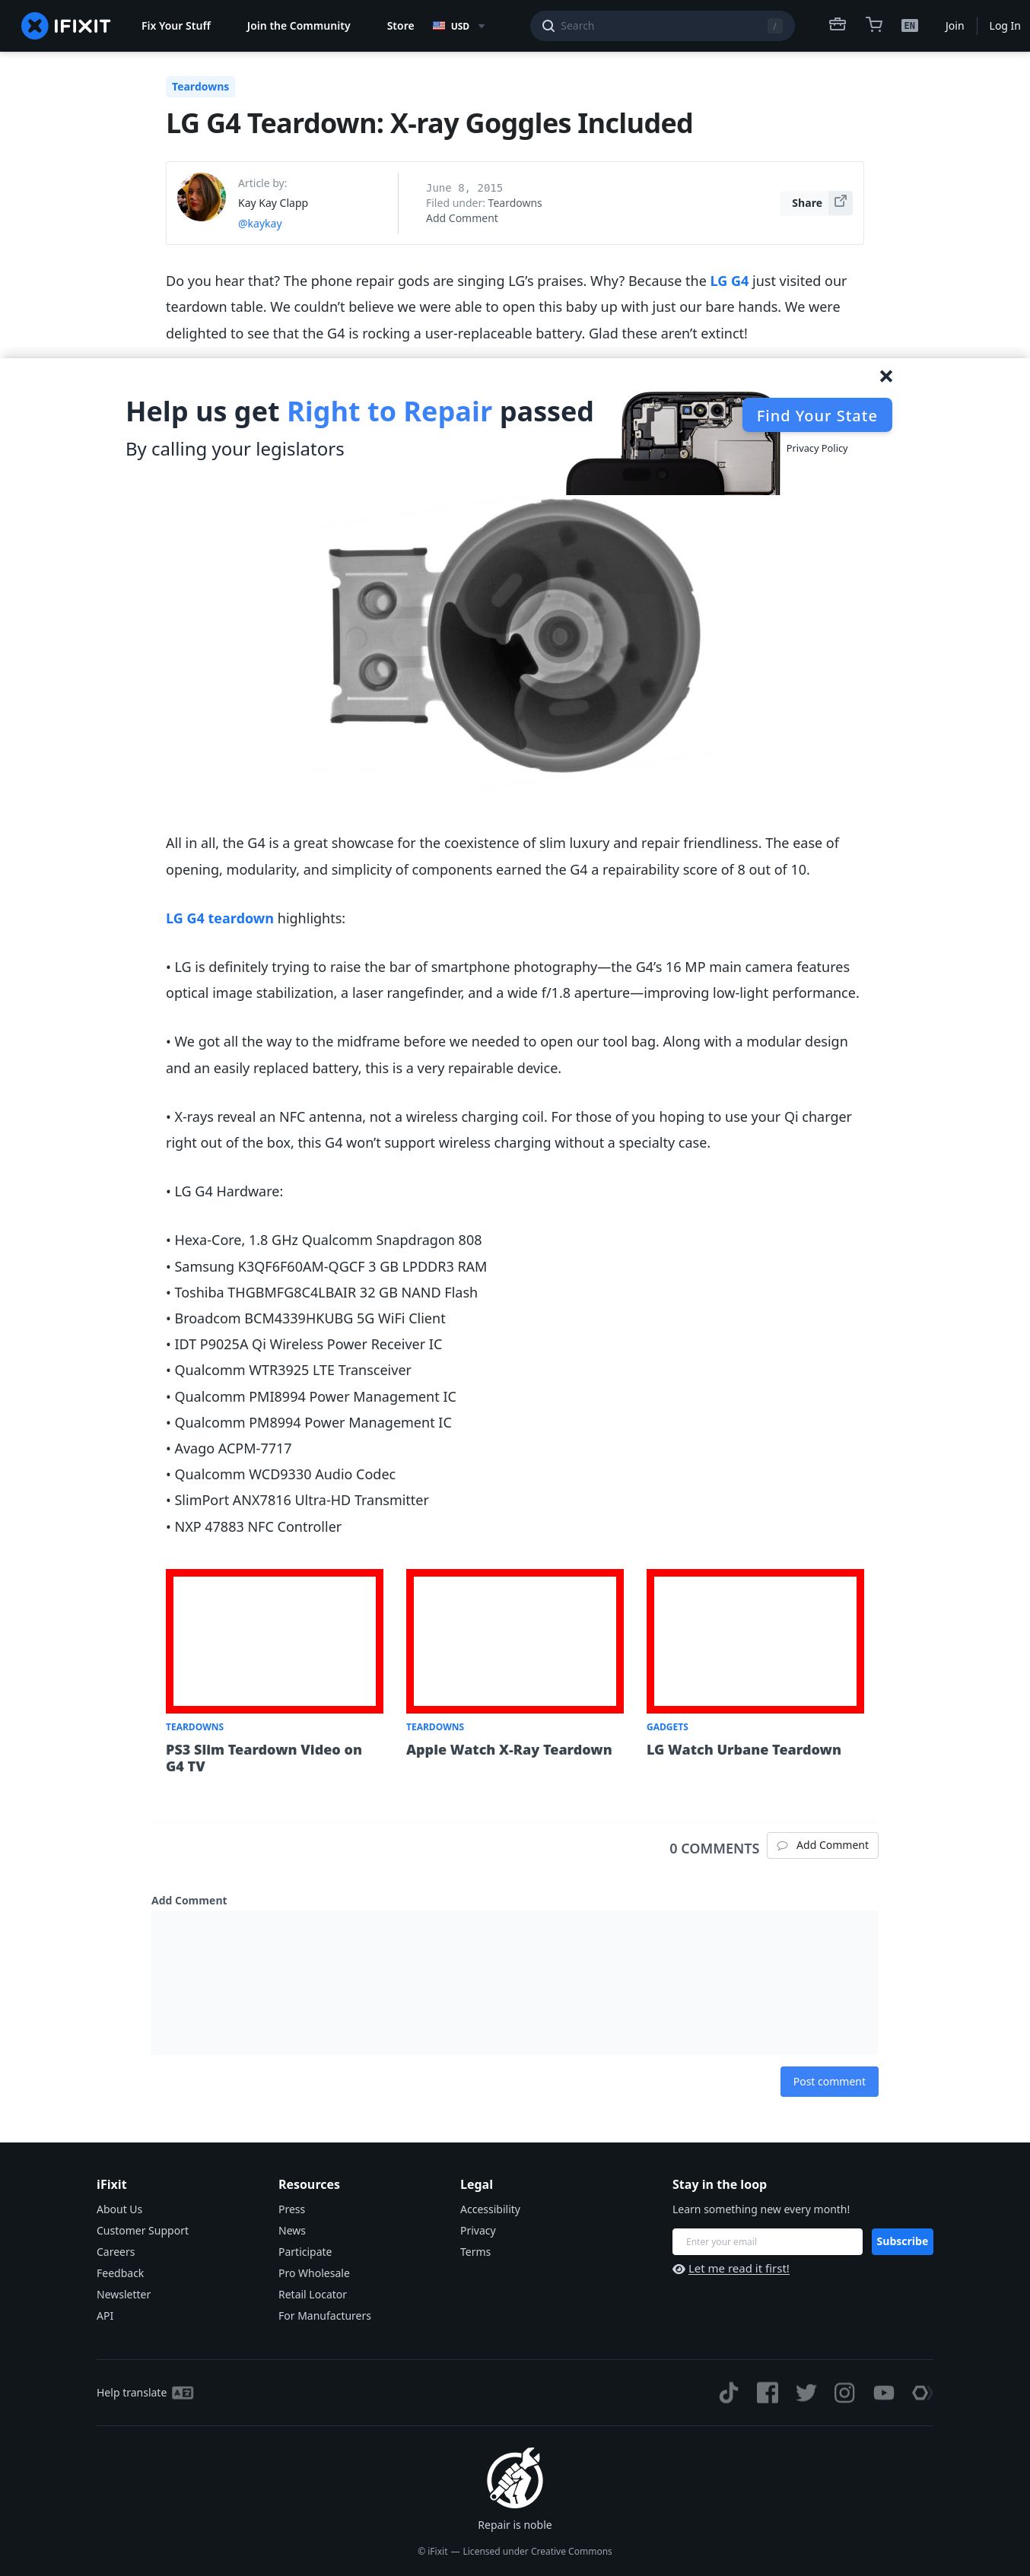 IFIXIT
Fix Your Stuff
Join the Community
Store
USD
Search
/
EN
Join
Log In
Teardowns
LG G4 Teardown: X-ray Goggles Included
Article by:
Kay Kay Clapp
@kaykay
June 8, 2015
Filed under: Teardowns
Add Comment
Share
Do you hear that? The phone repair gods are singing LG’s praises. Why? Because the LG G4 just visited our
teardown table. We couldn’t believe we were able to open this baby up with just our bare hands. We were
delighted to see that the G4 is rocking a user-replaceable battery. Glad these aren’t extinct!
Help us get Right to Repair passed
By calling your legislators
Find Your State
Privacy Policy
All in all, the G4 is a great showcase for the coexistence of slim luxury and repair friendliness. The ease of
opening, modularity, and simplicity of components earned the G4 a repairability score of 8 out of 10.
LG G4 teardown highlights:
• LG is definitely trying to raise the bar of smartphone photography—the G4’s 16 MP main camera features
optical image stabilization, a laser rangefinder, and a wide f/1.8 aperture—improving low-light performance.
• We got all the way to the midframe before we needed to open our tool bag. Along with a modular design
and an easily replaced battery, this is a very repairable device.
• X-rays reveal an NFC antenna, not a wireless charging coil. For those of you hoping to use your Qi charger
right out of the box, this G4 won’t support wireless charging without a specialty case.
• LG G4 Hardware:
• Hexa-Core, 1.8 GHz Qualcomm Snapdragon 808
• Samsung K3QF6F60AM-QGCF 3 GB LPDDR3 RAM
• Toshiba THGBMFG8C4LBAIR 32 GB NAND Flash
• Broadcom BCM4339HKUBG 5G WiFi Client
• IDT P9025A Qi Wireless Power Receiver IC
• Qualcomm WTR3925 LTE Transceiver
• Qualcomm PMI8994 Power Management IC
• Qualcomm PM8994 Power Management IC
• Avago ACPM-7717
• Qualcomm WCD9330 Audio Codec
• SlimPort ANX7816 Ultra-HD Transmitter
• NXP 47883 NFC Controller
TEARDOWNS
PS3 Slim Teardown Video on
G4 TV
TEARDOWNS
Apple Watch X-Ray Teardown
GADGETS
LG Watch Urbane Teardown
0 COMMENTS
Add Comment
Add Comment
Post comment
iFixit
About Us
Customer Support
Careers
Feedback
Newsletter
API
Resources
Press
News
Participate
Pro Wholesale
Retail Locator
For Manufacturers
Legal
Accessibility
Privacy
Terms
Stay in the loop
Learn something new every month!
Enter your email
Subscribe
Let me read it first!
Help translate
Repair is noble
© iFixit — Licensed under Creative Commons